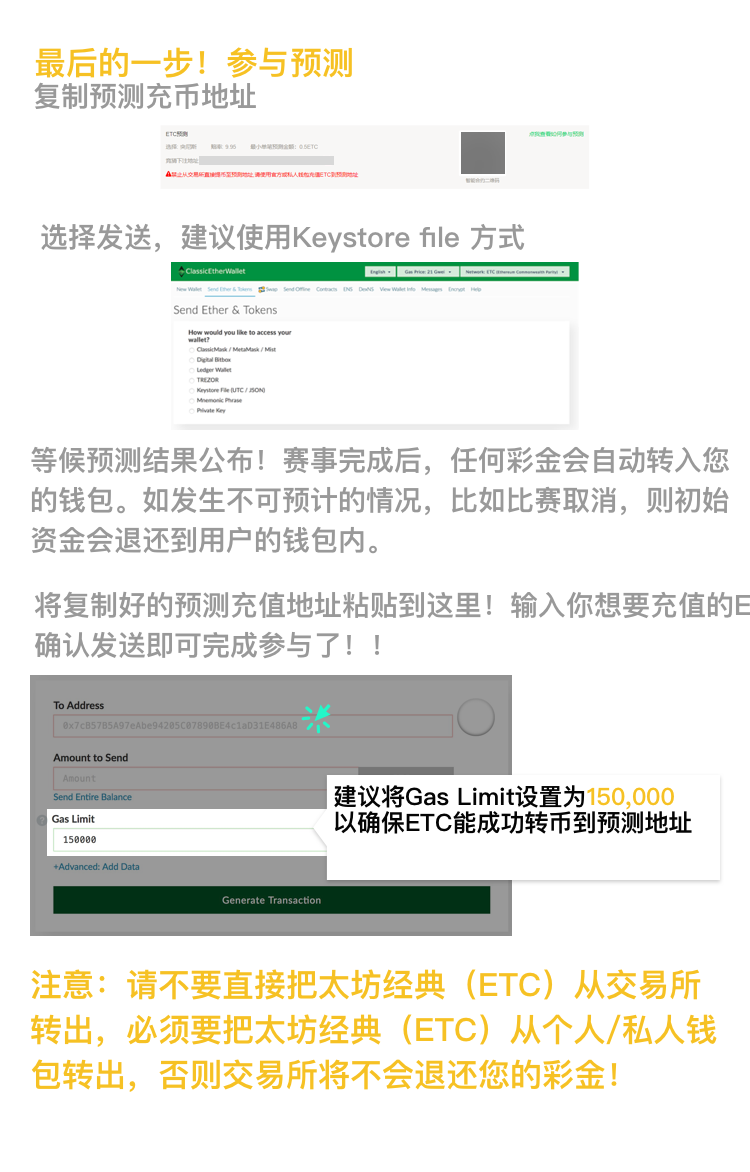 最后的一步！参与预测
复制预测充币地址
ETC预测
点我查看如何参与预测
赔率: 9.95
最小单笔预测金额: 0.5ETC
禁止从交易所直接提币至预测地址,请使用官方或私人钱包充值ETC到预测地址
智能合约二维码
选择发送，建议使用Keystore file 方式
ClassicEtherWallet
English
Gas Price: 21 Gwei
Network: ETC (Ethereum Commonwealth Parity)
New Wallet Send Ether & Tokens Swap Send Offline Contracts ENS DexNS View Wallet Info Messages Encrypt Help
Send Ether & Tokens
How would you like to access your
wallet?
ClassicMask / MetaMask / Mist
Digital Bitbox
Ledger Wallet
TREZOR
Keystore File (UTC / JSON)
Mnemonic Phrase
Private Key
等候预测结果公布！赛事完成后，任何彩金会自动转入您
的钱包。如发生不可预计的情况，比如比赛取消，则初始
资金会退还到用户的钱包内。
将复制好的预测充值地址粘贴到这里！输入你想要充值的E
确认发送即可完成参与了！！
To Address
0x7cB57B5A97eAbe94205C07890BE4c1aD31E486A8
Amount to Send
Amount
Send Entire Balance
Gas Limit
150000
建议将Gas Limit设置为150,000
以确保ETC能成功转币到预测地址
+Advanced: Add Data
Generate Transaction
注意：请不要直接把太坊经典（ETC）从交易所
转出，必须要把太坊经典（ETC）从个人/私人钱
包转出，否则交易所将不会退还您的彩金！